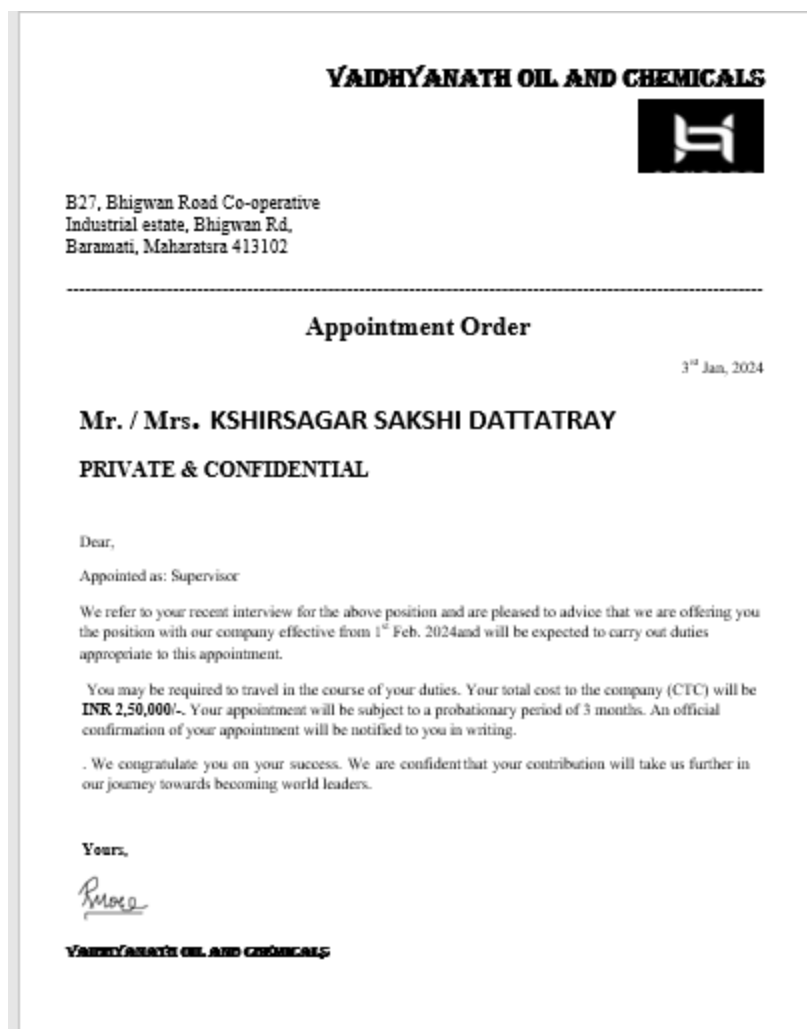 VAIDHYANATH OIL AND CHEMICALS
B27, Bhigwan Road Co-operative
Industrial estate, Bhigwan Rd,
Baramati, Maharatsra 413102
--------------------------------------------------------------------------------
Appointment Order
3rd Jan, 2024
Mr. / Mrs. KSHIRSAGAR SAKSHI DATTATRAY
PRIVATE & CONFIDENTIAL
Dear,
Appointed as: Supervisor
We refer to your recent interview for the above position and are pleased to advice that we are offering you
the position with our company effective from 1st Feb. 2024and will be expected to carry out duties
appropriate to this appointment.
You may be required to travel in the course of your duties. Your total cost to the company (CTC) will be
INR 2,50,000/-. Your appointment will be subject to a probationary period of 3 months. An official
confirmation of your appointment will be notified to you in writing.
. We congratulate you on your success. We are confident that your contribution will take us further in
our journey towards becoming world leaders.
Yours,
VAIDHYANATH OIL AND CHEMICALS